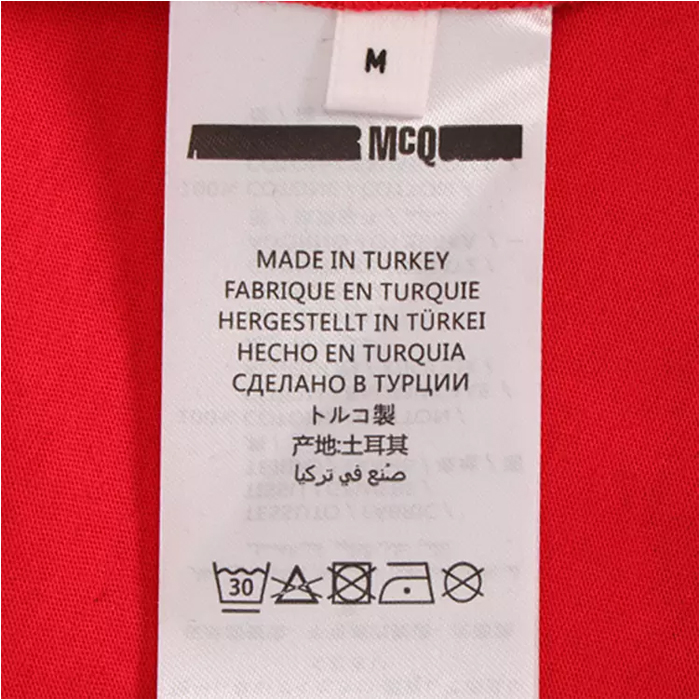 M
MCQ
MADE IN TURKEY
FABRIQUE EN TURQUIE
HERGESTELLT IN TÜRKEI
HECHO EN TURQUIA
СДЕЛАНО В ТУРЦИИ
トルコ製
产地:土耳其
صُنع في تركيا
30